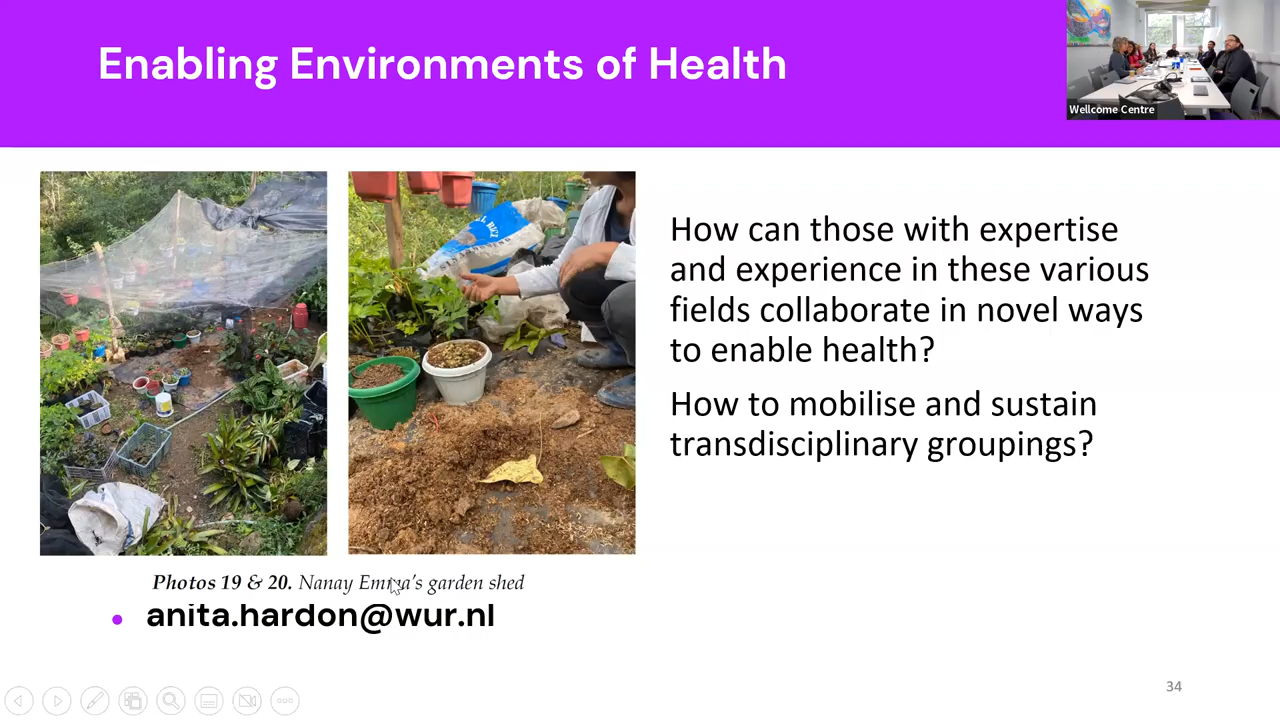 Enabling Environments of Health
Wellcome Centre
How can those with expertise
and experience in these various
fields collaborate in novel ways
to enable health?
How to mobilise and sustain
transdisciplinary groupings?
Photos 19 & 20. Nanay Emma's garden shed
• anita.hardon@wur.nl
34